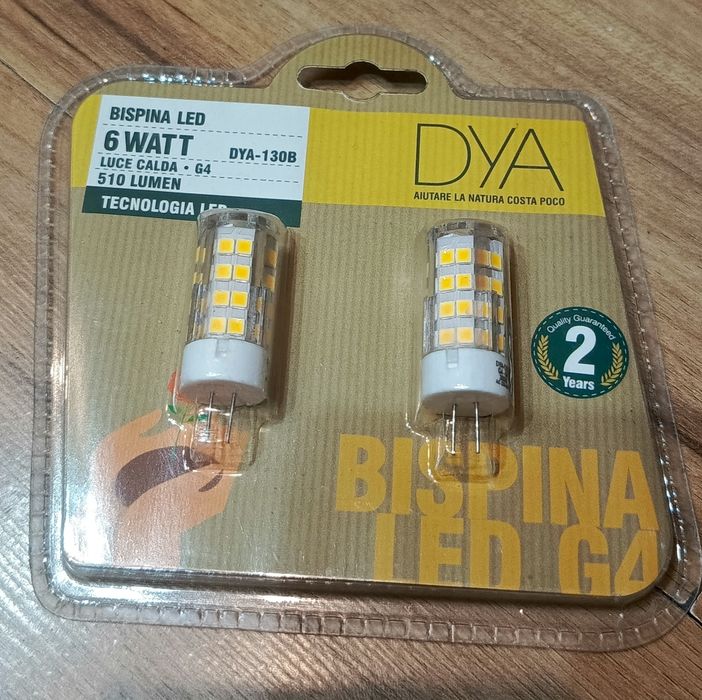 BISPINA LED
6 WATT
DYA-130B
LUCE CALDA • G4
510 LUMEN
TECNOLOGIA
DYA
AIUTARE LA NATURA COSTA POCO
Quality Guaranteed
2
Years
BISPINA
LED G4